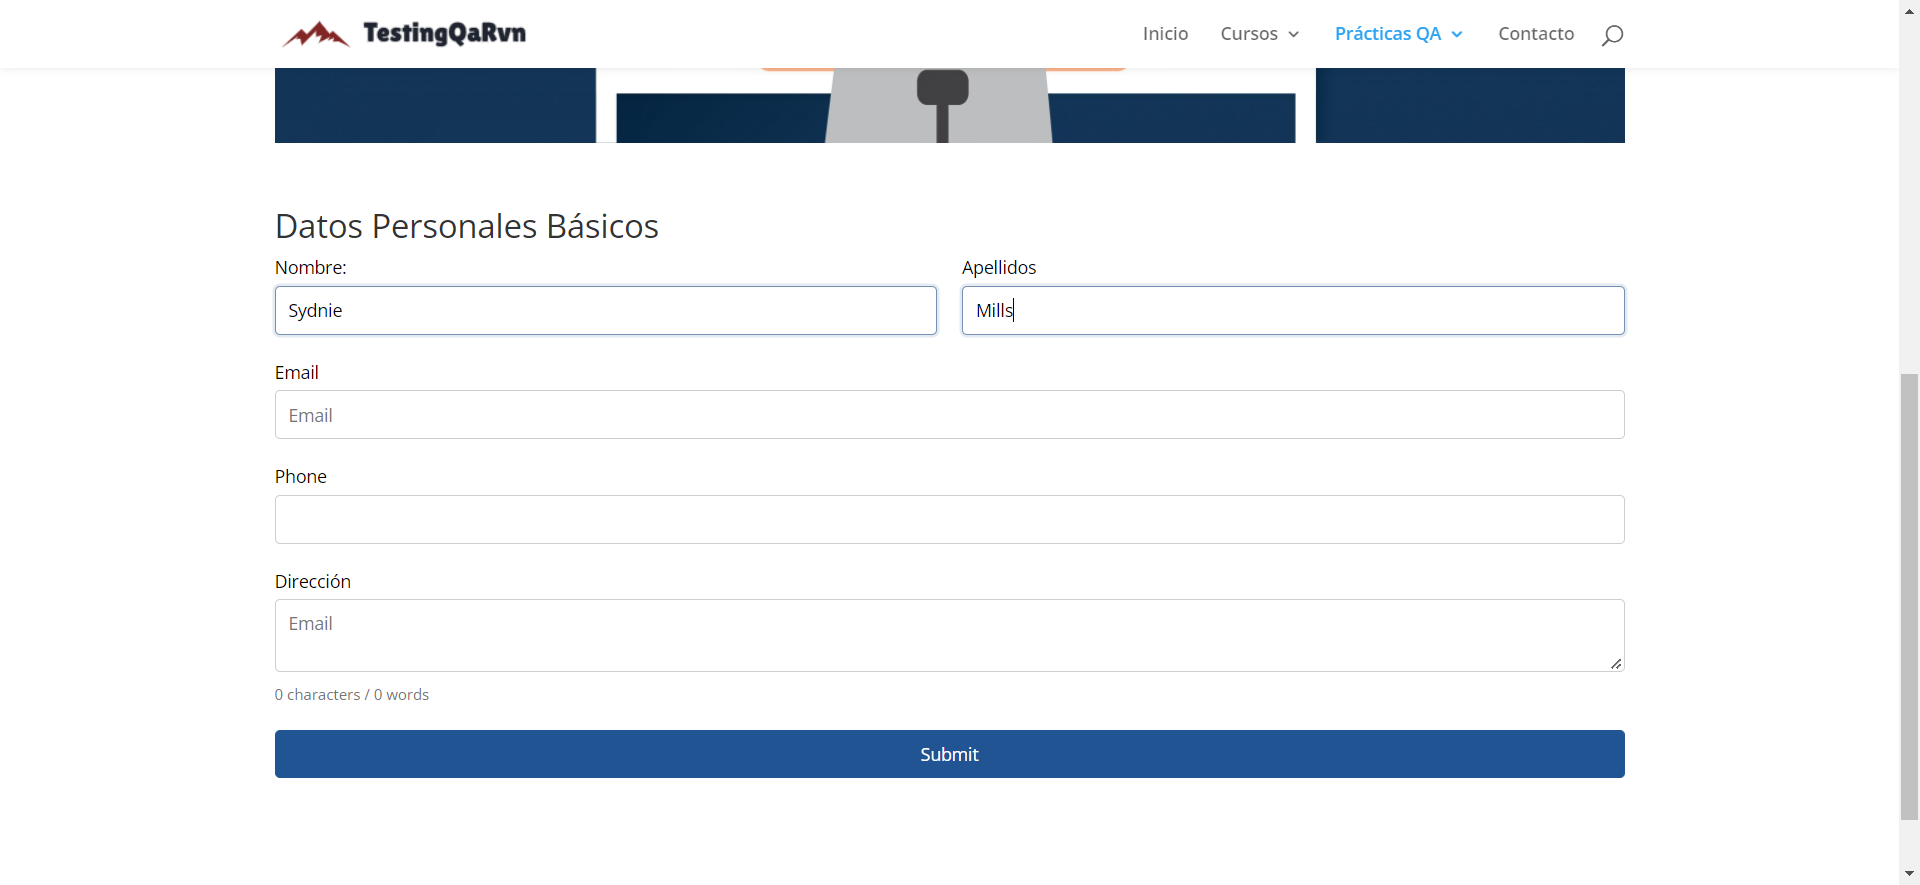 TestingQaRvn
Inicio Cursos Prácticas QA Contacto
Datos Personales Básicos
Nombre: Apellidos
Sydnie Mills
Email
Email
Phone
Dirección
Email
0 characters / 0 words
Submit